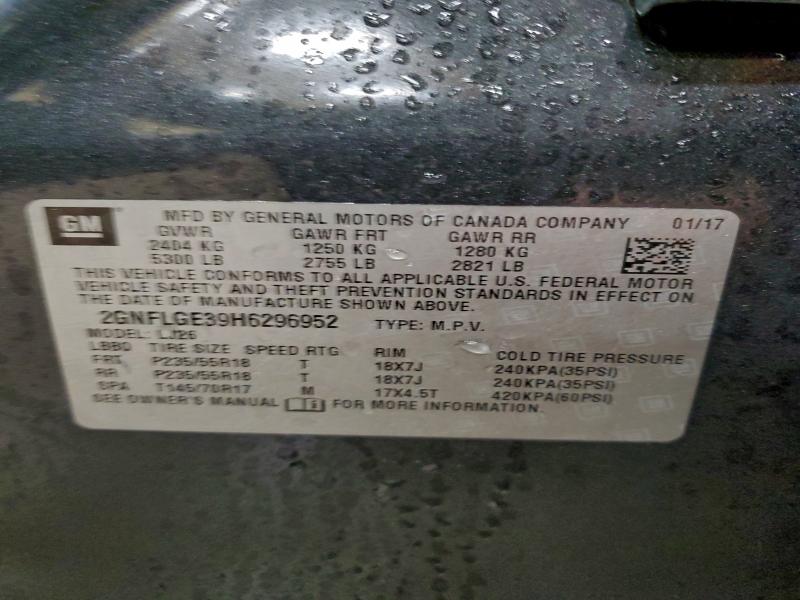 GM MFD BY GENERAL MOTORS OF CANADA COMPANY 01/17
GVWR GAWR FRT GAWR RR
2404 KG 1250 KG 1280 KG
5300 LB 2755 LB 2821 LB
THIS VEHICLE CONFORMS TO ALL APPLICABLE U.S. FEDERAL MOTOR
VEHICLE SAFETY AND THEFT PREVENTION STANDARDS IN EFFECT ON
THE DATE OF MANUFACTURE SHOWN ABOVE.
2GNFLGE39H6296952 TYPE: M.P.V.
MODEL: LJ26
LBBO TIRE SIZE SPEED RTG RIM COLD TIRE PRESSURE
FRT P235/55R18 T 18X7J 240KPA(35PSI)
RR P235/55R18 T 18X7J 240KPA(35PSI)
SPA T145/70R17 M 17X4.5T 420KPA(60PSI)
SEE OWNER'S MANUAL FOR MORE INFORMATION.